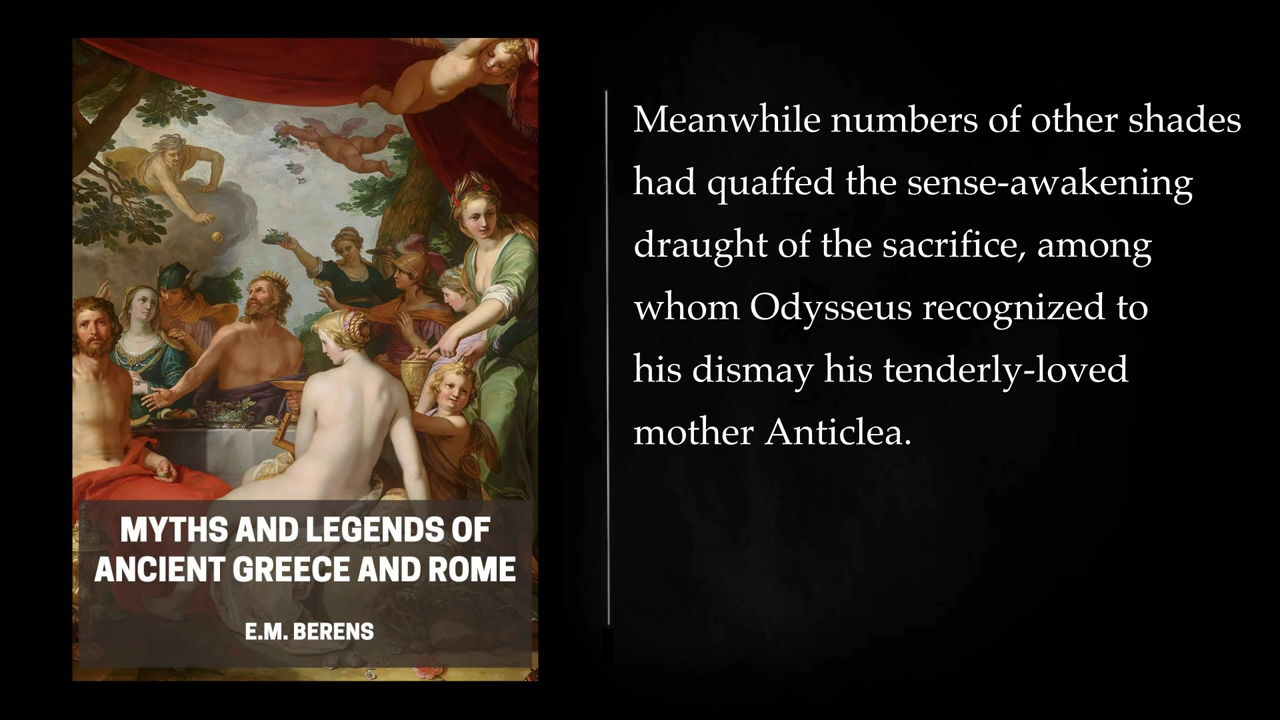 MYTHS AND LEGENDS OF
ANCIENT GREECE AND ROME
E.M. BERENS
Meanwhile numbers of other shades
had quaffed the sense-awakening
draught of the sacrifice, among
whom Odysseus recognized to
his dismay his tenderly-loved
mother Anticlea.